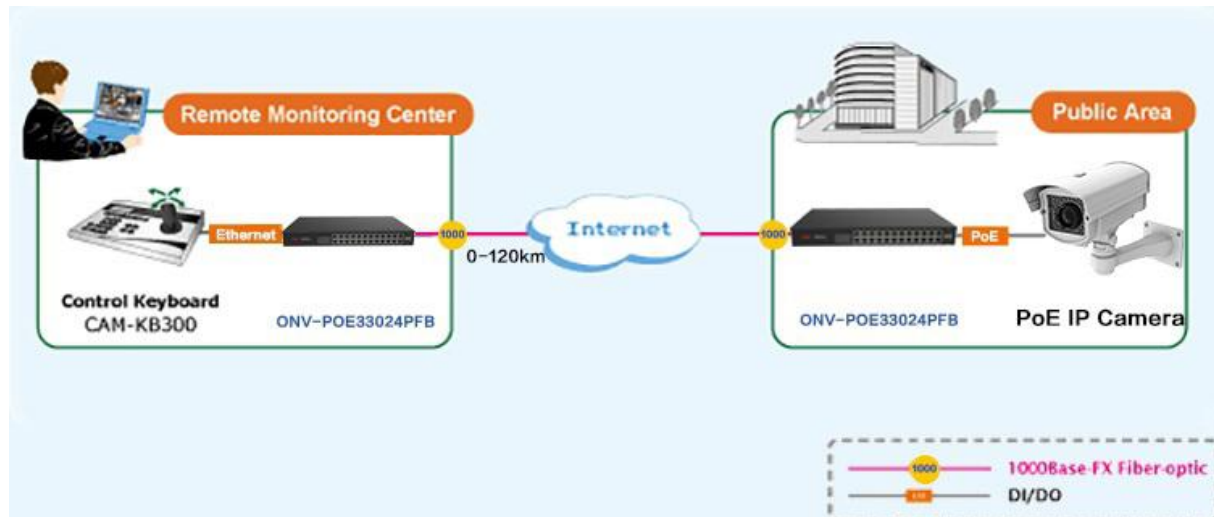 Remote Monitoring Center
Public Area
Ethernet
1000
0-120km
Internet
1000
PoE
Control Keyboard
CAM-KB300
ONV-POE33024PFB
ONV-POE33024PFB
PoE IP Camera
1000
1000Base-FX Fiber-optic
DI/DO